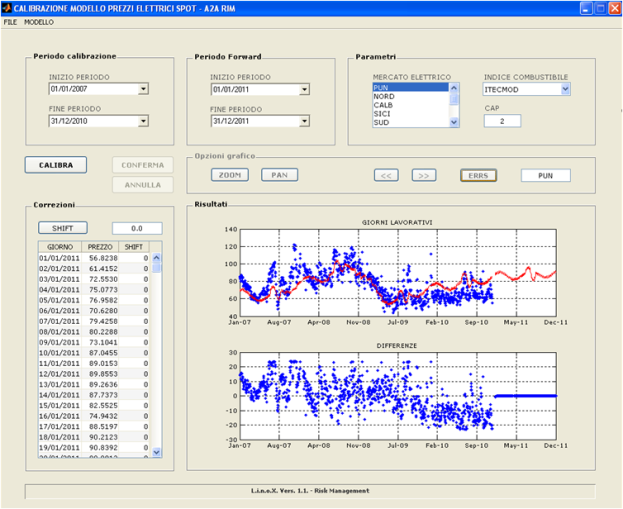 CALIBRAZIONE MODELLO PREZZI ELETTRICI SPOT - A2A RIM
FILE MODELLO
Periodo calibrazione
INIZIO PERIODO
01/01/2007
FINE PERIODO
31/12/2010
Periodo Forward
INIZIO PERIODO
01/01/2011
FINE PERIODO
31/12/2011
Parametri
MERCATO ELETTRICO
PUN
NORD
CALB
SICI
SUD
INDICE COMBUSTIBILE
ITECMOD
CAP
2
CALIBRA
CONFERMA
ANNULLA
Opzioni grafico
ZOOM PAN << >> ERRS PUN
Correzioni
SHIFT 0.0
GIORNO PREZZO SHIFT
01/01/2011 56.8238 0
02/01/2011 61.4152 0
03/01/2011 72.5530 0
04/01/2011 75.0773 0
05/01/2011 76.9582 0
06/01/2011 70.6280 0
07/01/2011 79.4258 0
08/01/2011 80.2288 0
09/01/2011 73.1041 0
10/01/2011 87.0455 0
11/01/2011 89.0153 0
12/01/2011 89.8553 0
13/01/2011 89.2636 0
14/01/2011 87.7373 0
15/01/2011 82.5525 0
16/01/2011 74.9432 0
17/01/2011 88.5197 0
18/01/2011 90.2123 0
19/01/2011 90.8392 0
Risultati
GIORNI LAVORATIVI
140
120
100
80
60
40
Jan-07 Aug-07 Apr-08 Nov-08 Jul-09 Feb-10 Sep-10 May-11 Dec-11
DIFFERENZE
30
20
10
0
-10
-20
-30
Jan-07 Aug-07 Apr-08 Nov-08 Jul-09 Feb-10 Sep-10 May-11 Dec-11
L.i.n.e.X. Vers. 1.1. - Risk Management